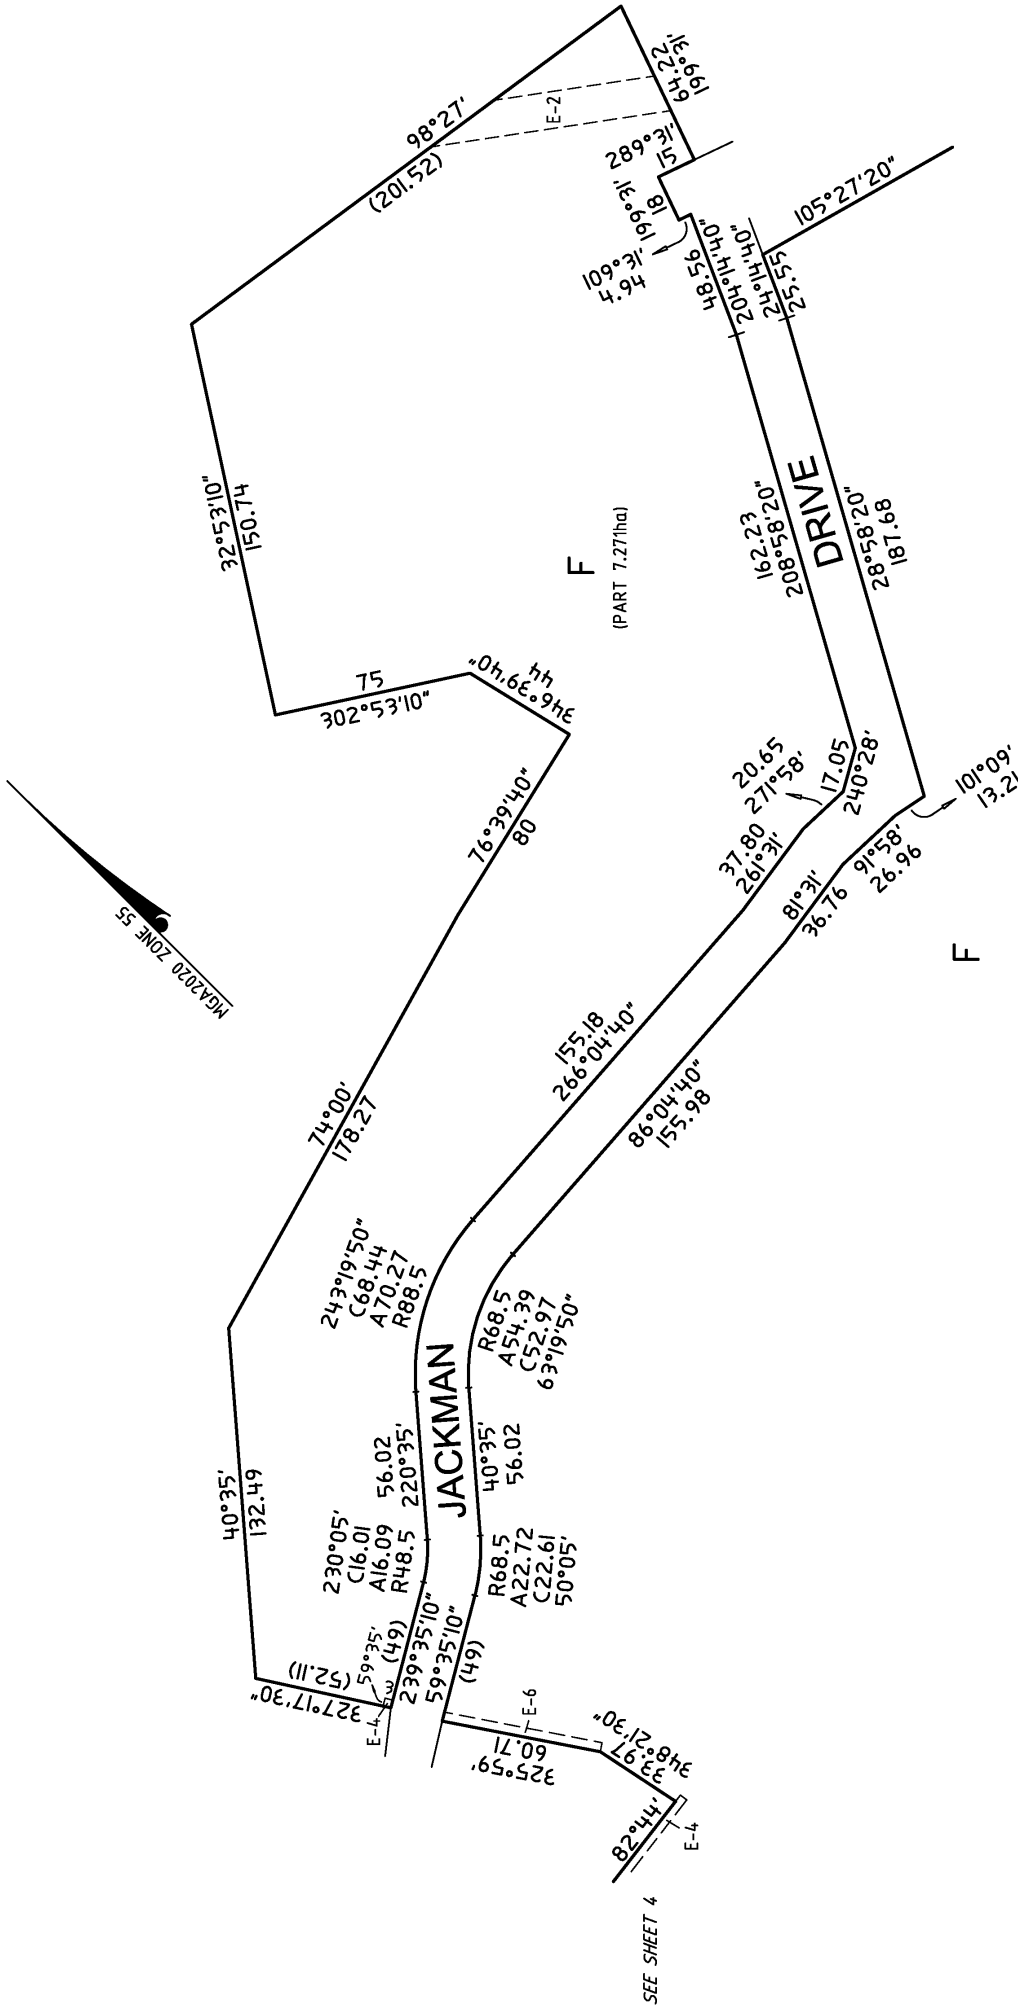 98°27'
(201.52)
E-2
64.22
199°31'
289°31'
15
199°31'
18
109°31'
4.94
48.56
204°14'40"
24°14'40"
25.55
105°27'20"
32°53'10"
150.74
75
302°53'10"
346°39'40"
44
F
(PART 7.271ha)
162.23
208°58'20"
DRIVE
28°58'20"
187.68
76°39'40"
80
20.65
271°58'
17.05
240°28'
37.80
261°31'
81°31'
36.76
91°58'
26.96
101°09'
13.21
F
MGA2020 ZONE 55
74°00'
178.27
155.18
266°04'40"
86°04'40"
155.98
243°19'50"
C68.44
A70.27
R88.5
R68.5
A54.39
C52.97
63°19'50"
JACKMAN
56.02
220°35'
40°35'
56.02
40°35'
132.49
230°05'
C16.01
A16.09
R48.5
R68.5
A22.72
C22.61
50°05'
(52.11)
327°17'30"
59°35'
3
E-4
(49)
239°35'10"
59°35'10"
(49)
E-6
60.71
325°59'
33.97
348°21'30"
82°44'
E-4
SEE SHEET 4